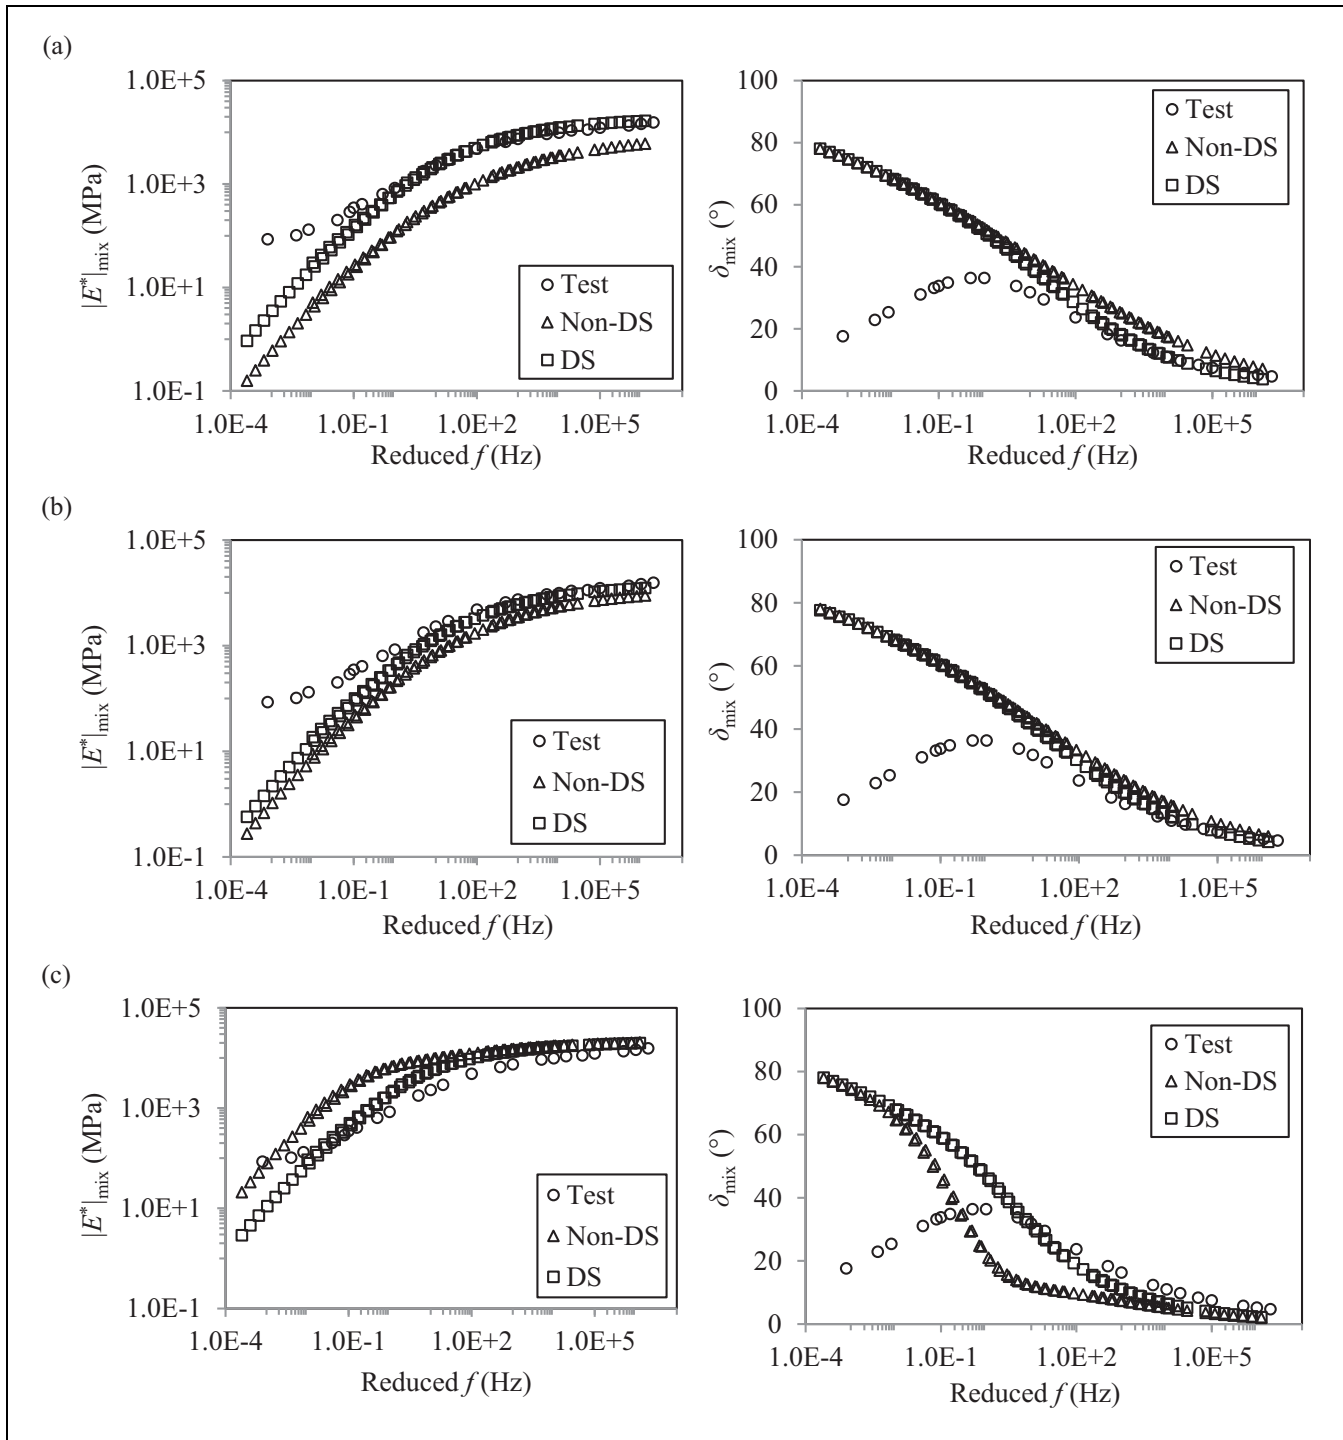 (a)
1.0E+5
1.0E+3
1.0E+1
1.0E-1
|E*|mix (MPa)
1.0E-4 1.0E-1 1.0E+2 1.0E+5
Reduced f (Hz)
Test
Non-DS
DS
100
80
60
40
20
0
δmix (°)
1.0E-4 1.0E-1 1.0E+2 1.0E+5
Reduced f (Hz)
Test
Non-DS
DS
(b)
1.0E+5
1.0E+3
1.0E+1
1.0E-1
|E*|mix (MPa)
1.0E-4 1.0E-1 1.0E+2 1.0E+5
Reduced f (Hz)
Test
Non-DS
DS
100
80
60
40
20
0
δmix (°)
1.0E-4 1.0E-1 1.0E+2 1.0E+5
Reduced f (Hz)
Test
Non-DS
DS
(c)
1.0E+5
1.0E+3
1.0E+1
1.0E-1
|E*|mix (MPa)
1.0E-4 1.0E-1 1.0E+2 1.0E+5
Reduced f (Hz)
Test
Non-DS
DS
100
80
60
40
20
0
δmix (°)
1.0E-4 1.0E-1 1.0E+2 1.0E+5
Reduced f (Hz)
Test
Non-DS
DS